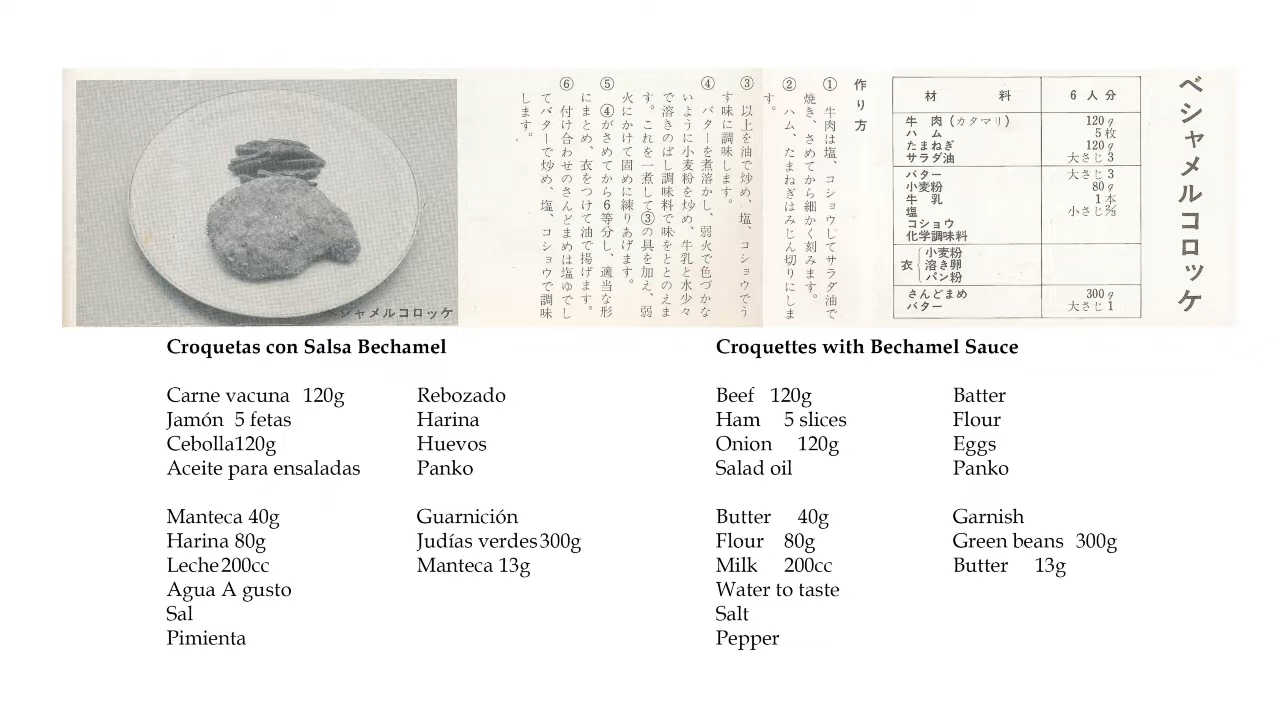 ベシャメルコロッケ
材料 6人分
牛肉(カタマリ) 120g
ハム 5枚
たまねぎ 120g
サラダ油 大さじ3
バター 大さじ3
小麦粉 80g
牛乳 1本
塩 小さじ⅖
コショウ
化学調味料
衣
小麦粉
溶き卵
パン粉
さんどまめ 300g
バター 大さじ1
作り方
① 牛肉は塩、コショウしてサラダ油で
焼き、さめてから細かく刻みます。
② ハム、たまねぎはみじん切りにしま
す。
③ 以上を油で炒め、塩、コショウでう
す味に調味します。
④ バターを煮溶かし、弱火で色づかな
いように小麦粉を炒め、牛乳と水少々
で溶きのばし調味料で味をととのえま
す。これを一煮して③の具を加え、弱
火にかけて固めに練りあげます。
⑤ ④がさめてから6等分し、適当な形
にまとめ、衣をつけて油で揚げます。
⑥ 付け合わせのさんどまめは塩ゆでし
てバターで炒め、塩、コショウで調味
します。
ベシャメルコロッケ
Croquetas con Salsa Bechamel
Carne vacuna 120g
Jamón 5 fetas
Cebolla120g
Aceite para ensaladas
Manteca 40g
Harina 80g
Leche200cc
Agua A gusto
Sal
Pimienta
Rebozado
Harina
Huevos
Panko
Guarnición
Judías verdes300g
Manteca 13g
Croquettes with Bechamel Sauce
Beef 120g
Ham 5 slices
Onion 120g
Salad oil
Butter 40g
Flour 80g
Milk 200cc
Water to taste
Salt
Pepper
Batter
Flour
Eggs
Panko
Garnish
Green beans 300g
Butter 13g